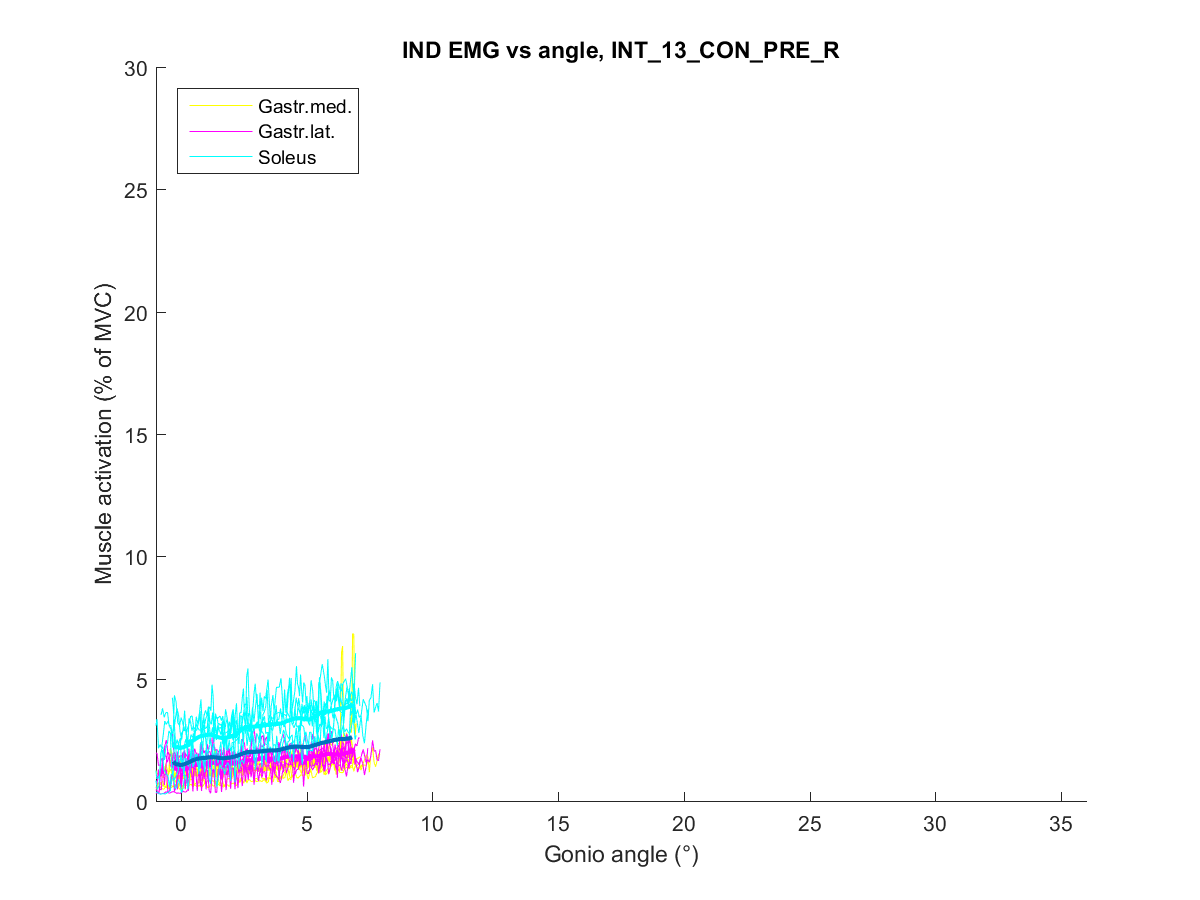 IND EMG vs angle, INT_13_CON_PRE_R
30
25
20
15
10
5
0
Muscle activation (% of MVC)
Gastr.med.
Gastr.lat.
Soleus
0 5 10 15 20 25 30 35
Gonio angle (°)